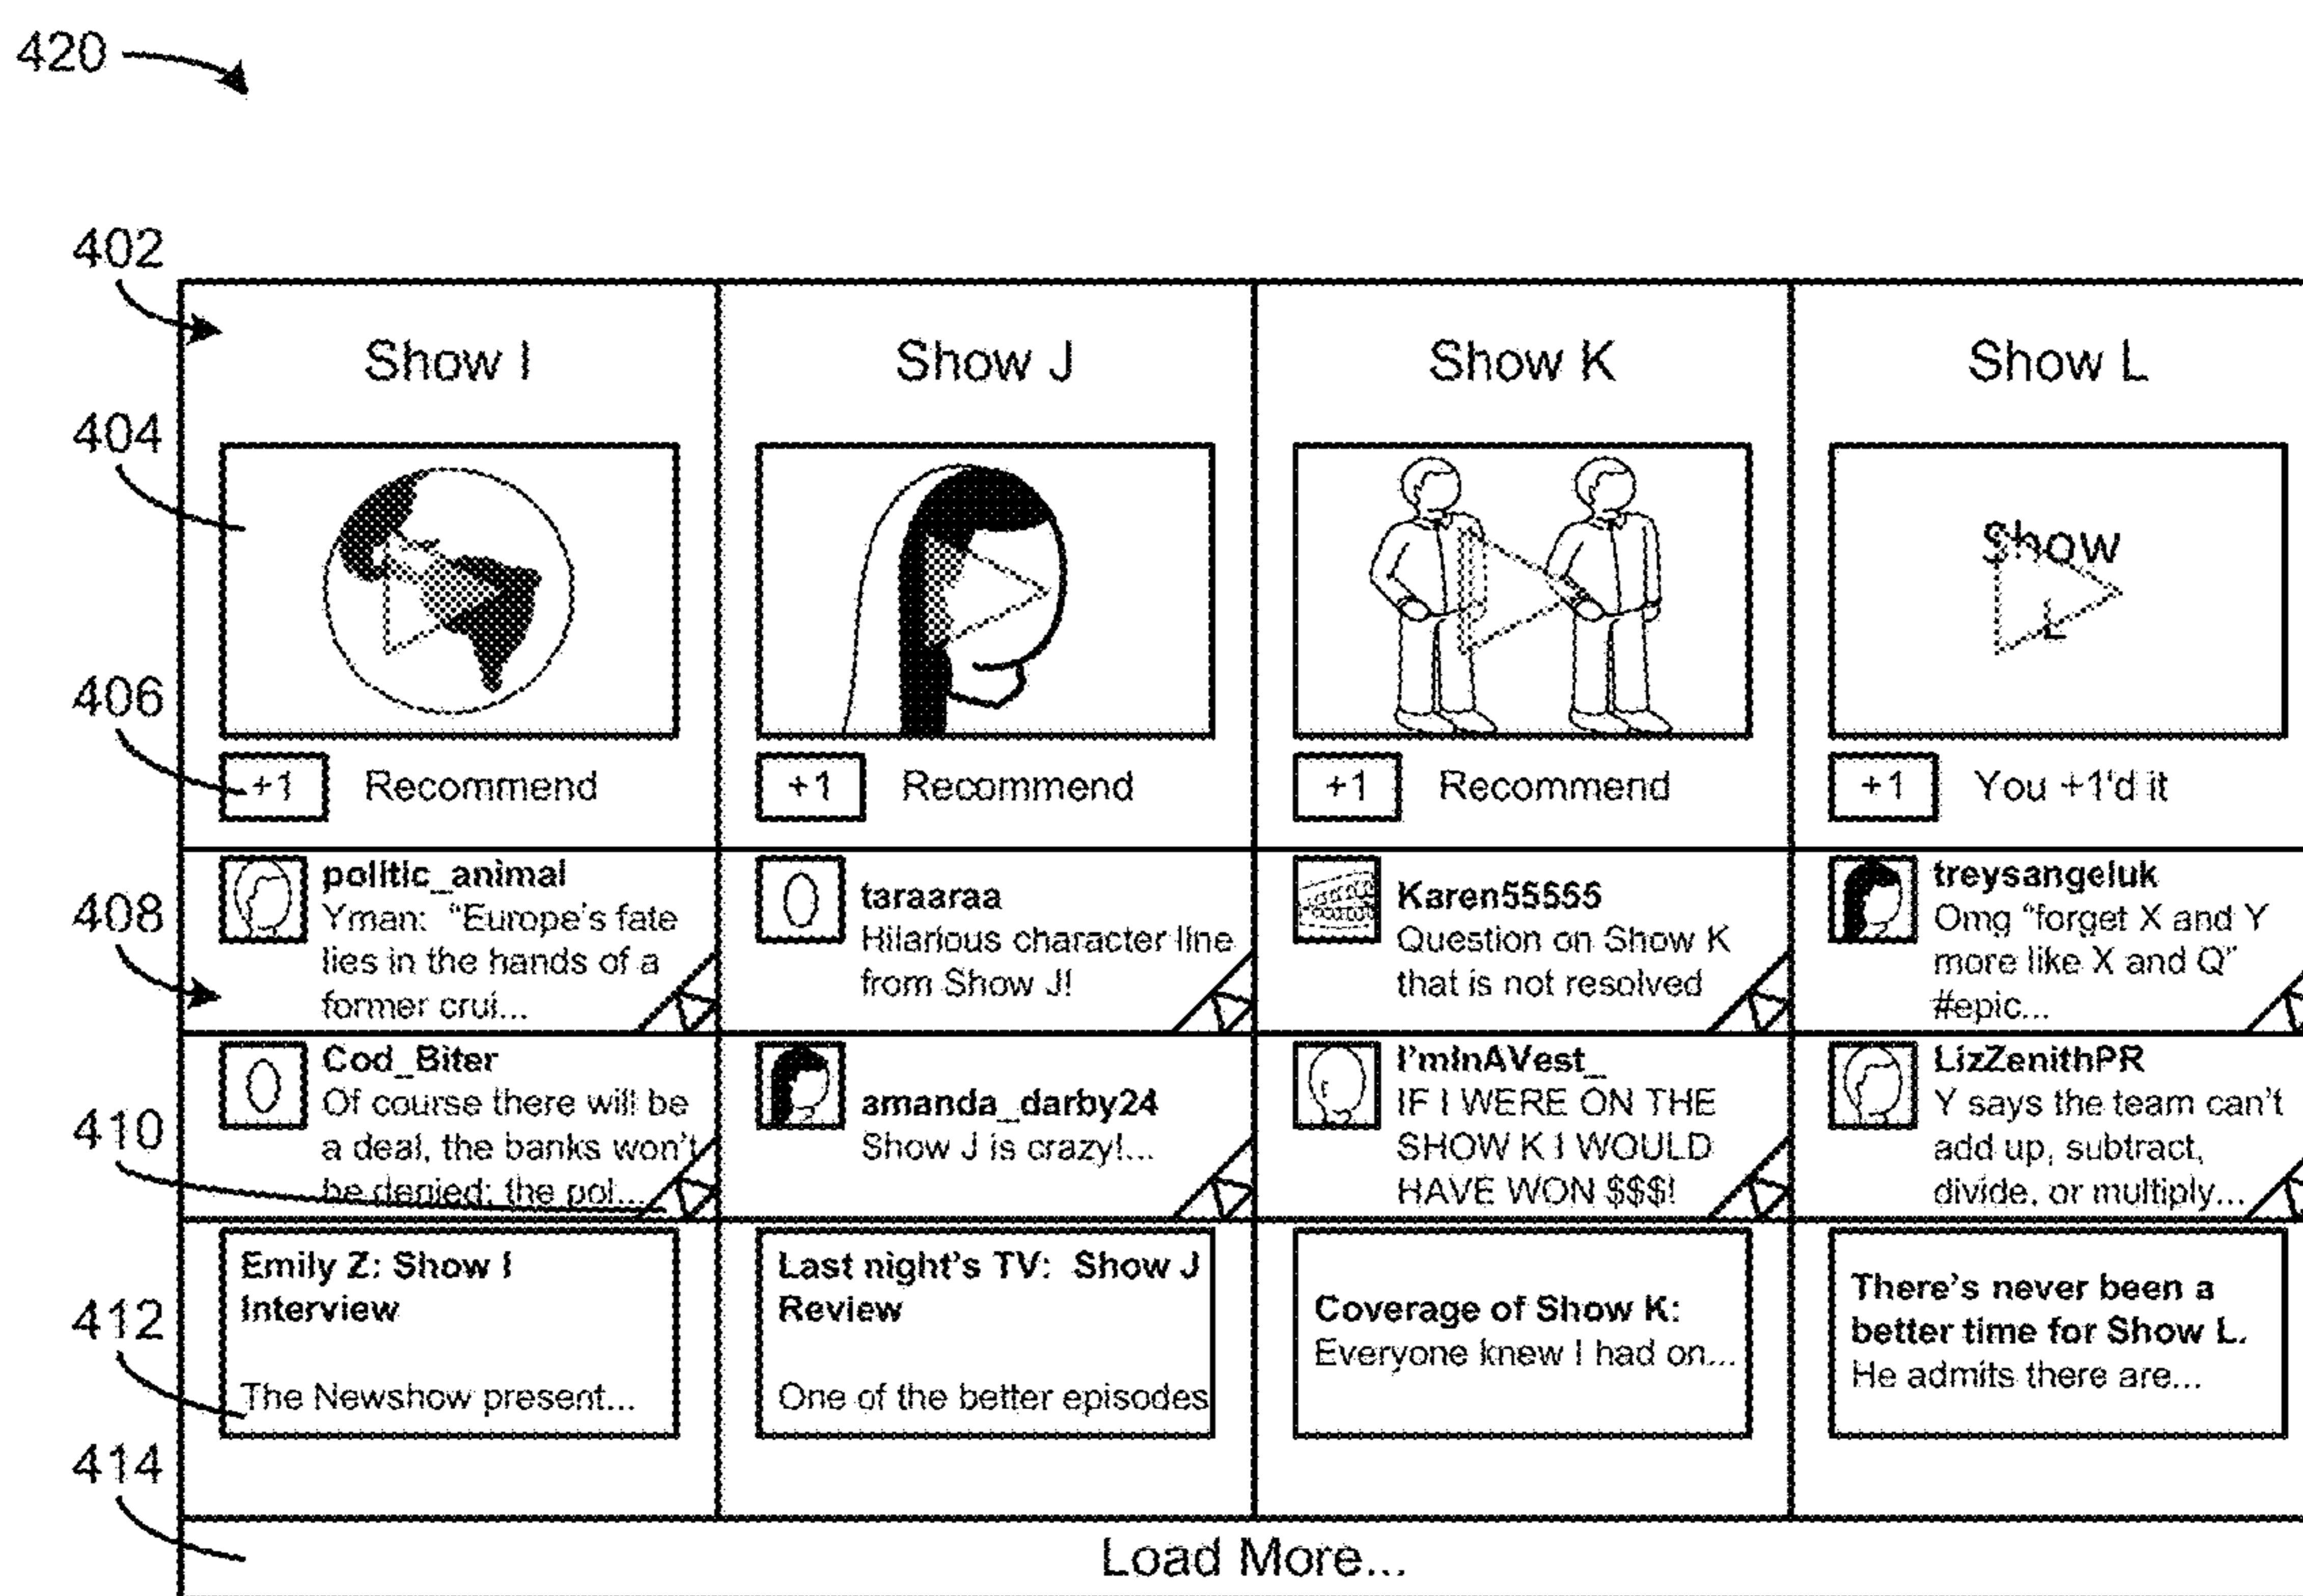 420
402
Show I
Show J
Show K
Show L
404
Show
L
406
+1 Recommend
+1 Recommend
+1 Recommend
+1 You +1'd it
408
politic_animal
Yman: "Europe's fate
lies in the hands of a
former crui...
taraaraa
Hilarious character line
from Show J!
Karen55555
Question on Show K
that is not resolved
treysangeluk
Omg "forget X and Y
more like X and Q"
#epic...
410
Cod_Biter
Of course there will be
a deal, the banks won't
be denied; the pol...
amanda_darby24
Show J is crazy!...
I'mInAVest_
IF I WERE ON THE
SHOW K I WOULD
HAVE WON $$$!
LizZenithPR
Y says the team can't
add up, subtract,
divide, or multiply...
412
Emily Z: Show I
Interview
The Newshow present...
Last night's TV: Show J
Review
One of the better episodes
Coverage of Show K:
Everyone knew I had on...
There's never been a
better time for Show L.
He admits there are...
414
Load More...